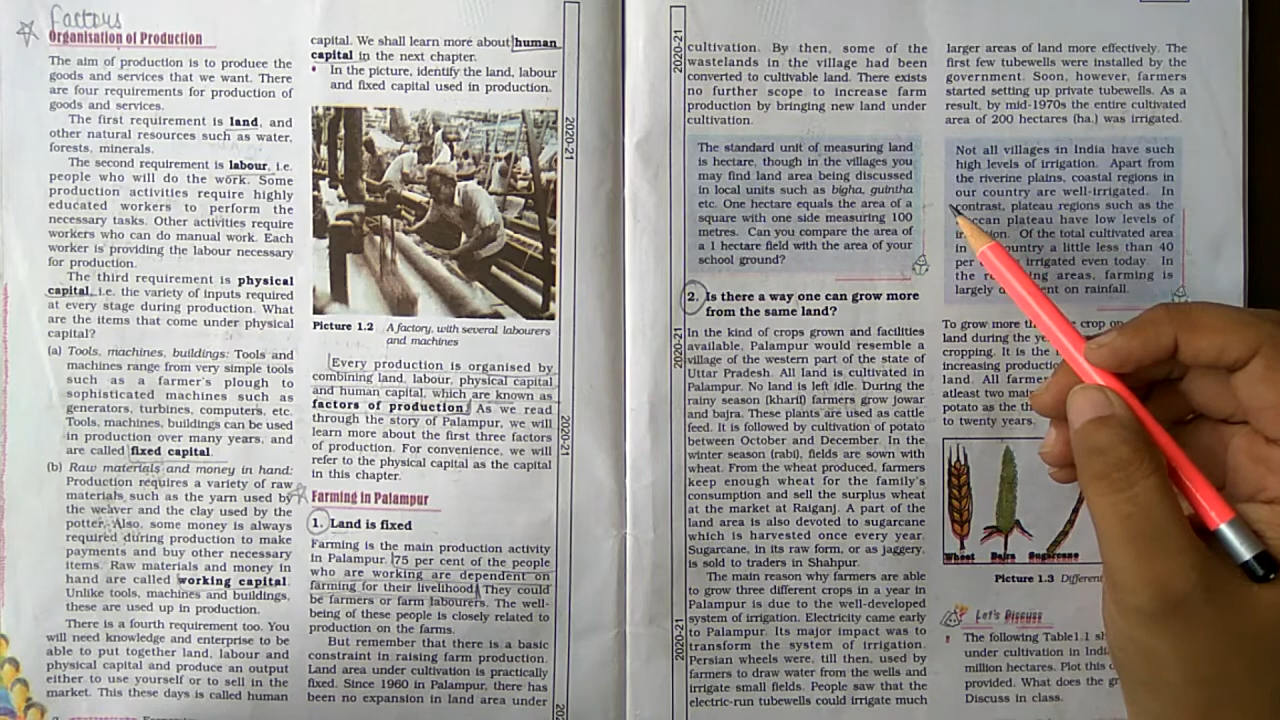 factors
Organisation of Production
The aim of production is to produce the
goods and services that we want. There
are four requirements for production of
goods and services.
The first requirement is land, and
other natural resources such as water,
forests, minerals.
The second requirement is labour, i.e.
people who will do the work. Some
production activities require highly
educated workers to perform the
necessary tasks. Other activities require
workers who can do manual work. Each
worker is providing the labour necessary
for production.
The third requirement is physical
capital, i.e. the variety of inputs required
at every stage during production. What
are the items that come under physical
capital?
(a) Tools, machines, buildings: Tools and
machines range from very simple tools
such as a farmer's plough to
sophisticated machines such as
generators, turbines, computers, etc.
Tools, machines, buildings can be used
in production over many years, and
are called fixed capital.
(b) Raw materials and money in hand:
Production requires a variety of raw
materials such as the yarn used by
the weaver and the clay used by the
potter. Also, some money is always
required during production to make
payments and buy other necessary
items. Raw materials and money in
hand are called working capital.
Unlike tools, machines and buildings,
these are used up in production.
There is a fourth requirement too. You
will need knowledge and enterprise to be
able to put together land, labour and
physical capital and produce an output
either to use yourself or to sell in the
market. This these days is called human
capital. We shall learn more about human
capital in the next chapter.
• In the picture, identify the land, labour
and fixed capital used in production.
Picture 1.2 A factory, with several labourers
and machines
Every production is organised by
combining land, labour, physical capital
and human capital, which are known as
factors of production. As we read
through the story of Palampur, we will
learn more about the first three factors
of production. For convenience, we will
refer to the physical capital as the capital
in this chapter.
Farming in Palampur
1. Land is fixed
Farming is the main production activity
in Palampur. 75 per cent of the people
who are working are dependent on
farming for their livelihood. They could
be farmers or farm labourers. The well-
being of these people is closely related to
production on the farms.
But remember that there is a basic
constraint in raising farm production.
Land area under cultivation is practically
fixed. Since 1960 in Palampur, there has
been no expansion in land area under
2020-21
2020-21
2020-21
2020-21
2020-21
cultivation. By then, some of the
wastelands in the village had been
converted to cultivable land. There exists
no further scope to increase farm
production by bringing new land under
cultivation.
The standard unit of measuring land
is hectare, though in the villages you
may find land area being discussed
in local units such as bigha, guintha
etc. One hectare equals the area of a
square with one side measuring 100
metres. Can you compare the area of
a 1 hectare field with the area of your
school ground?
2. Is there a way one can grow more
from the same land?
In the kind of crops grown and facilities
available, Palampur would resemble a
village of the western part of the state of
Uttar Pradesh. All land is cultivated in
Palampur. No land is left idle. During the
rainy season (kharif) farmers grow jowar
and bajra. These plants are used as cattle
feed. It is followed by cultivation of potato
between October and December. In the
winter season (rabi), fields are sown with
wheat. From the wheat produced, farmers
keep enough wheat for the family's
consumption and sell the surplus wheat
at the market at Raiganj. A part of the
land area is also devoted to sugarcane
which is harvested once every year.
Sugarcane, in its raw form, or as jaggery,
is sold to traders in Shahpur.
The main reason why farmers are able
to grow three different crops in a year in
Palampur is due to the well-developed
system of irrigation. Electricity came early
to Palampur. Its major impact was to
transform the system of irrigation.
Persian wheels were, till then, used by
farmers to draw water from the wells and
irrigate small fields. People saw that the
electric-run tubewells could irrigate much
larger areas of land more effectively. The
first few tubewells were installed by the
government. Soon, however, farmers
started setting up private tubewells. As a
result, by mid-1970s the entire cultivated
area of 200 hectares (ha.) was irrigated.
Not all villages in India have such
high levels of irrigation. Apart from
the riverine plains, coastal regions in
our country are well-irrigated. In
contrast, plateau regions such as the
plateau have low levels of
Of the total cultivated area
in country a little less than 40
per irrigated even today. In
the areas, farming is
largely on rainfall.
To grow more crop on
land during the
cropping. It is the
increasing
land. All
atleast two
potato as the
to twenty years.
Wheat Bajra Sugarcane
Picture 1.3
Let's Discuss
The following Table 1.1
under cultivation in
million hectares. Plot this
provided. What does the
Discuss in class.